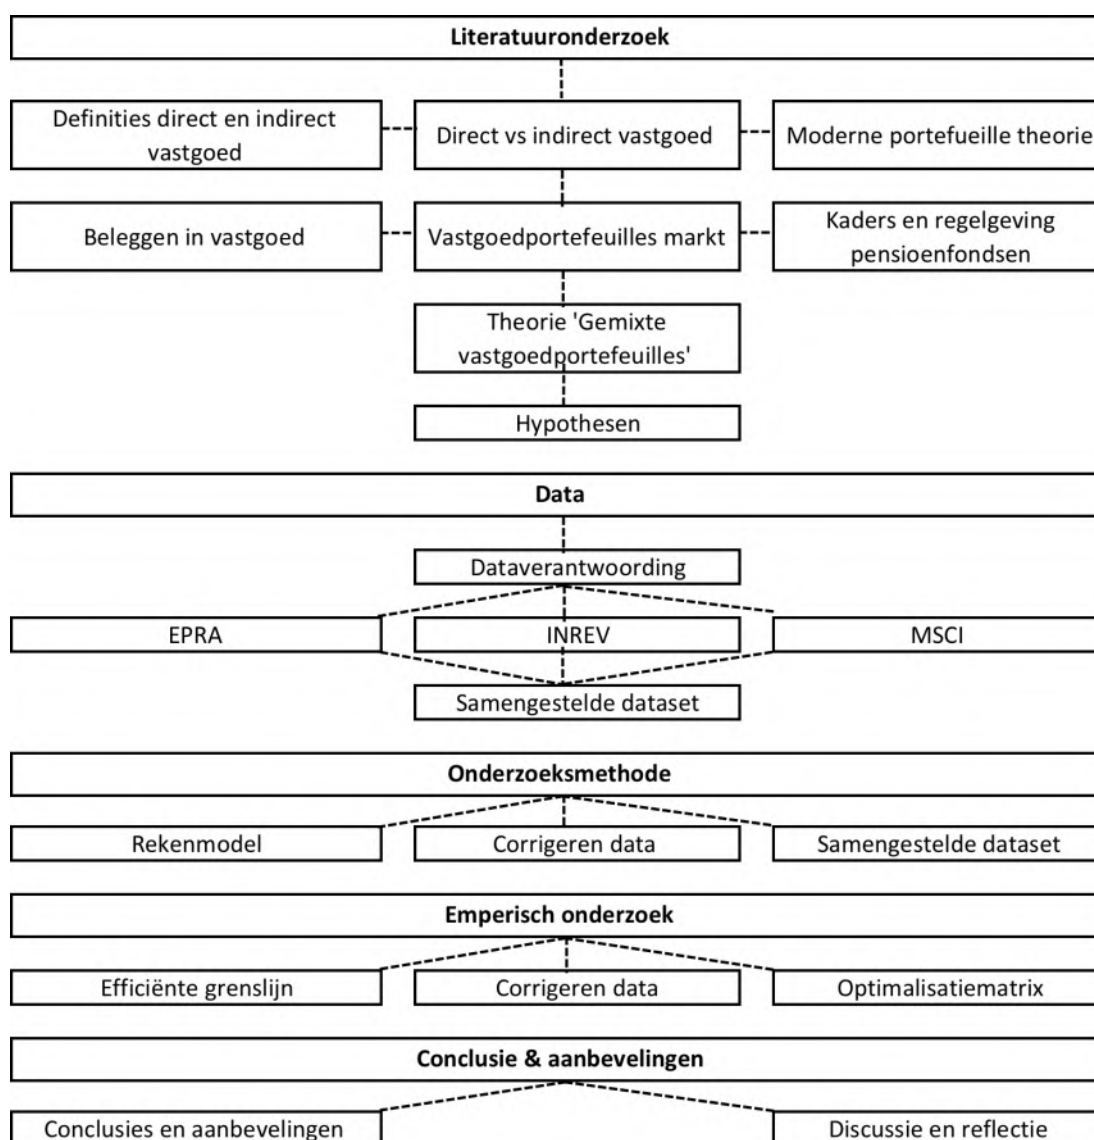 Literatuuronderzoek
Definities direct en indirect
vastgoed
Direct vs indirect vastgoed
Moderne portefueille theorie
Beleggen in vastgoed
Vastgoedportefeuilles markt
Kaders en regelgeving
pensioenfondsen
Theorie 'Gemixte
vastgoedportefeuilles'
Hypothesen
Data
Dataverantwoording
EPRA
INREV
MSCI
Samengestelde dataset
Onderzoeksmethode
Rekenmodel
Corrigeren data
Samengestelde dataset
Emperisch onderzoek
Efficiënte grenslijn
Corrigeren data
Optimalisatiematrix
Conclusie & aanbevelingen
Conclusies en aanbevelingen
Discussie en reflectie